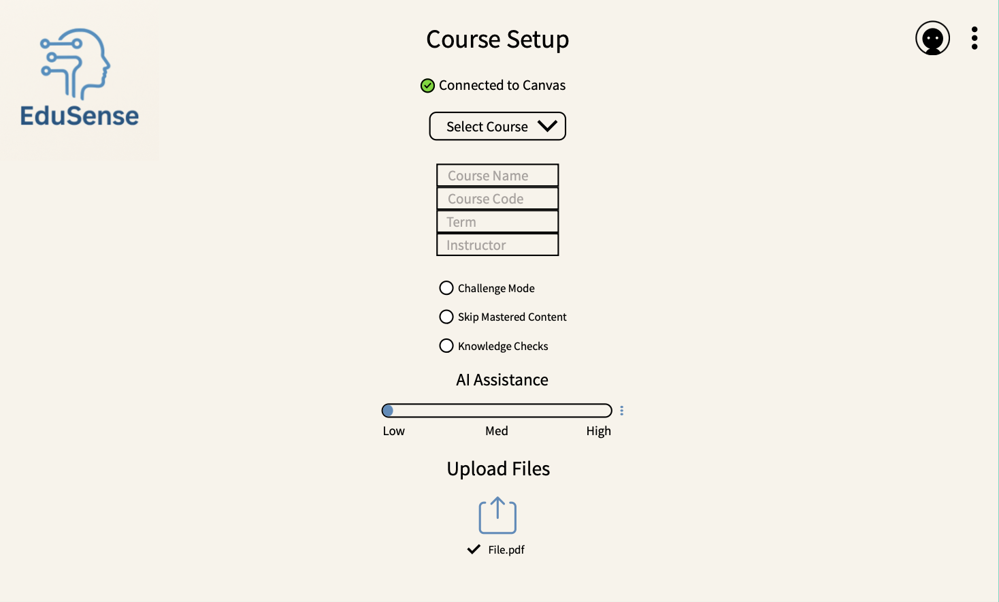 EduSense
Course Setup
Connected to Canvas
Select Course
Course Name
Course Code
Term
Instructor
Challenge Mode
Skip Mastered Content
Knowledge Checks
AI Assistance
Low Med High
Upload Files
File.pdf